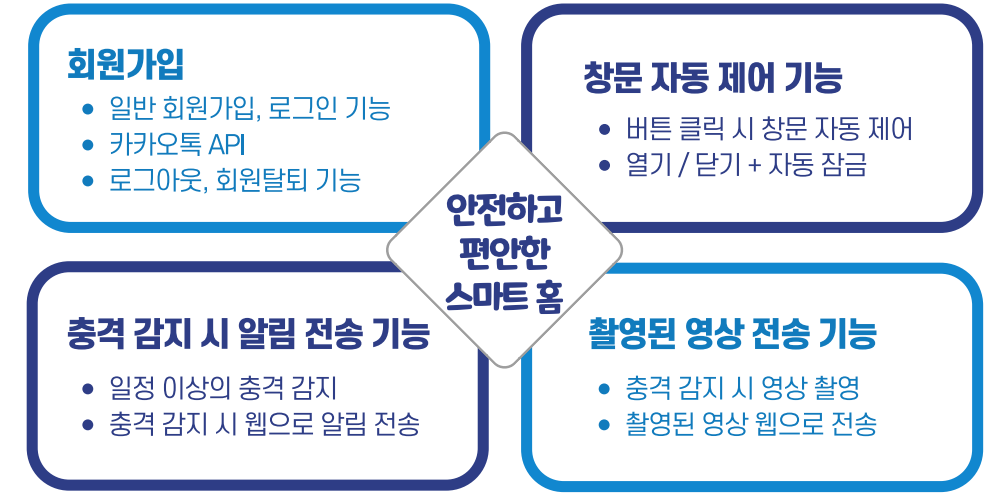 회원가입
• 일반 회원가입, 로그인 기능
• 카카오톡 API
• 로그아웃, 회원탈퇴 기능
창문 자동 제어 기능
• 버튼 클릭 시 창문 자동 제어
• 열기 / 닫기 + 자동 잠금
안전하고
편안한
스마트 홈
충격 감지 시 알림 전송 기능
• 일정 이상의 충격 감지
• 충격 감지 시 웹으로 알림 전송
촬영된 영상 전송 기능
• 충격 감지 시 영상 촬영
• 촬영된 영상 웹으로 전송